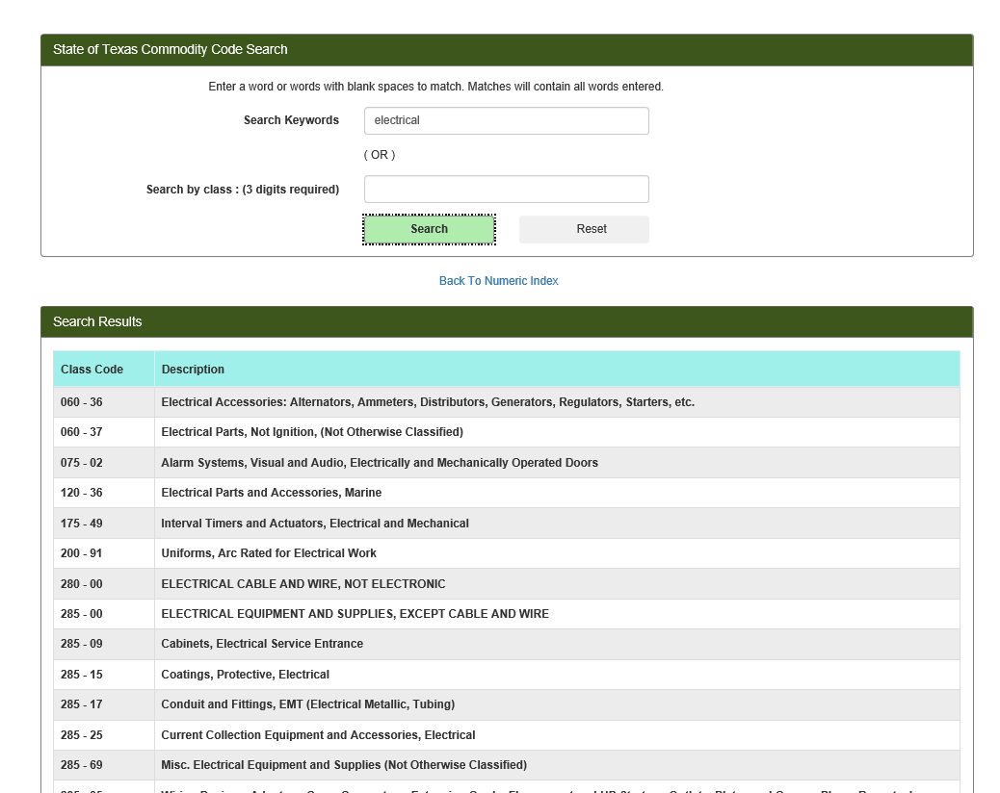 State of Texas Commodity Code Search
Enter a word or words with blank spaces to match. Matches will contain all words entered.
Search Keywords electrical
( OR )
Search by class : (3 digits required)
Search Reset
Back To Numeric Index
Search Results
Class Code Description
060 - 36 Electrical Accessories: Alternators, Ammeters, Distributors, Generators, Regulators, Starters, etc.
060 - 37 Electrical Parts, Not Ignition, (Not Otherwise Classified)
075 - 02 Alarm Systems, Visual and Audio, Electrically and Mechanically Operated Doors
120 - 36 Electrical Parts and Accessories, Marine
175 - 49 Interval Timers and Actuators, Electrical and Mechanical
200 - 91 Uniforms, Arc Rated for Electrical Work
280 - 00 ELECTRICAL CABLE AND WIRE, NOT ELECTRONIC
285 - 00 ELECTRICAL EQUIPMENT AND SUPPLIES, EXCEPT CABLE AND WIRE
285 - 09 Cabinets, Electrical Service Entrance
285 - 15 Coatings, Protective, Electrical
285 - 17 Conduit and Fittings, EMT (Electrical Metallic, Tubing)
285 - 25 Current Collection Equipment and Accessories, Electrical
285 - 69 Misc. Electrical Equipment and Supplies (Not Otherwise Classified)